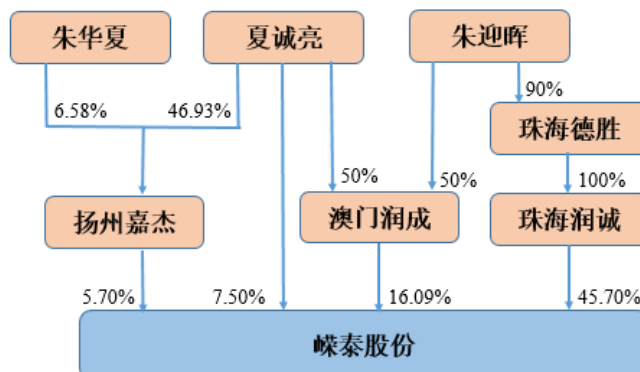 朱华夏
夏诚亮
朱迎晖
6.58%
46.93%
90%
珠海德胜
50%
50%
100%
扬州嘉杰
澳门润成
珠海润诚
5.70%
7.50%
16.09%
45.70%
嵘泰股份